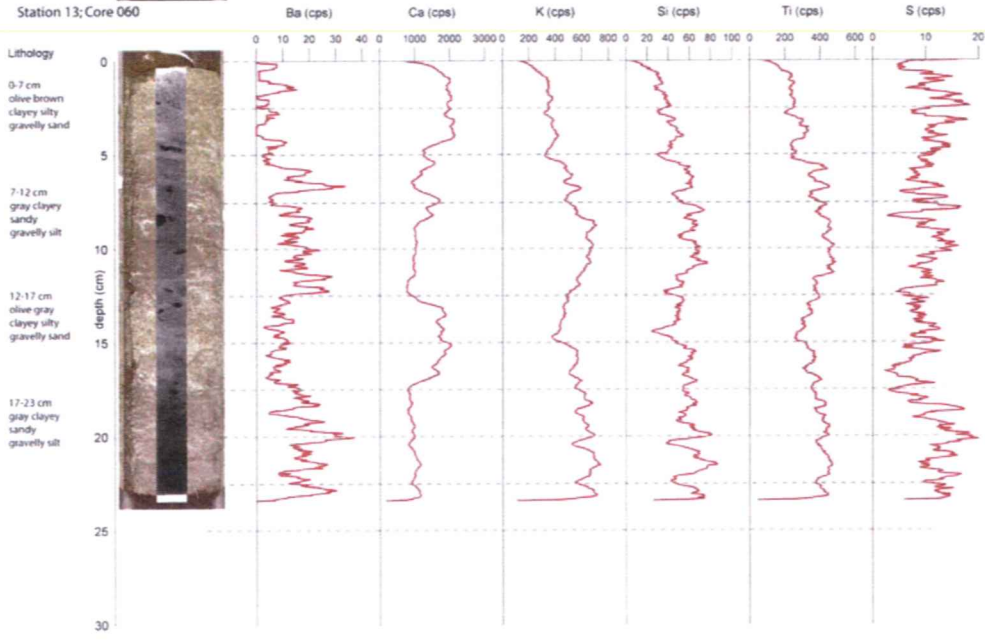 Station 13; Core 060
Ba (cps) Ca (cps) K (cps) Si (cps) Ti (cps) S (cps)
0 10 20 30 40 0 1000 2000 3000 0 200 400 600 800 0 20 40 60 80 100 0 200 400 600 0 10 20
Lithology
0
0-7 cm
olive brown
clayey silty
gravelly sand
5
7-12 cm
gray clayey
sandy
gravelly silt
10
depth (cm)
12-17 cm
olive gray
clayey silty
gravelly sand
15
17-23 cm
gray clayey
sandy
gravelly silt
20
25
30